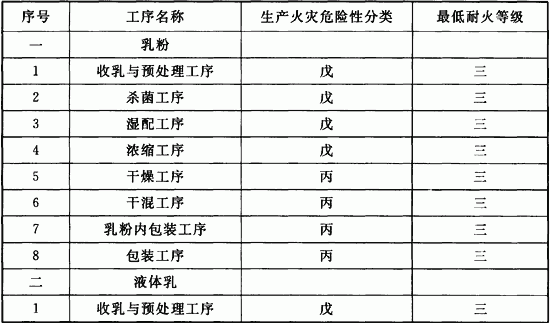 序号 工序名称 生产火灾危险性分类 最低耐火等级
一 乳粉
1 收乳与预处理工序 戊 三
2 杀菌工序 戊 三
3 湿配工序 戊 三
4 浓缩工序 戊 三
5 干燥工序 丙 三
6 干混工序 丙 三
7 乳粉内包装工序 丙 三
8 包装工序 丙 三
二 液体乳
1 收乳与预处理工序 戊 三